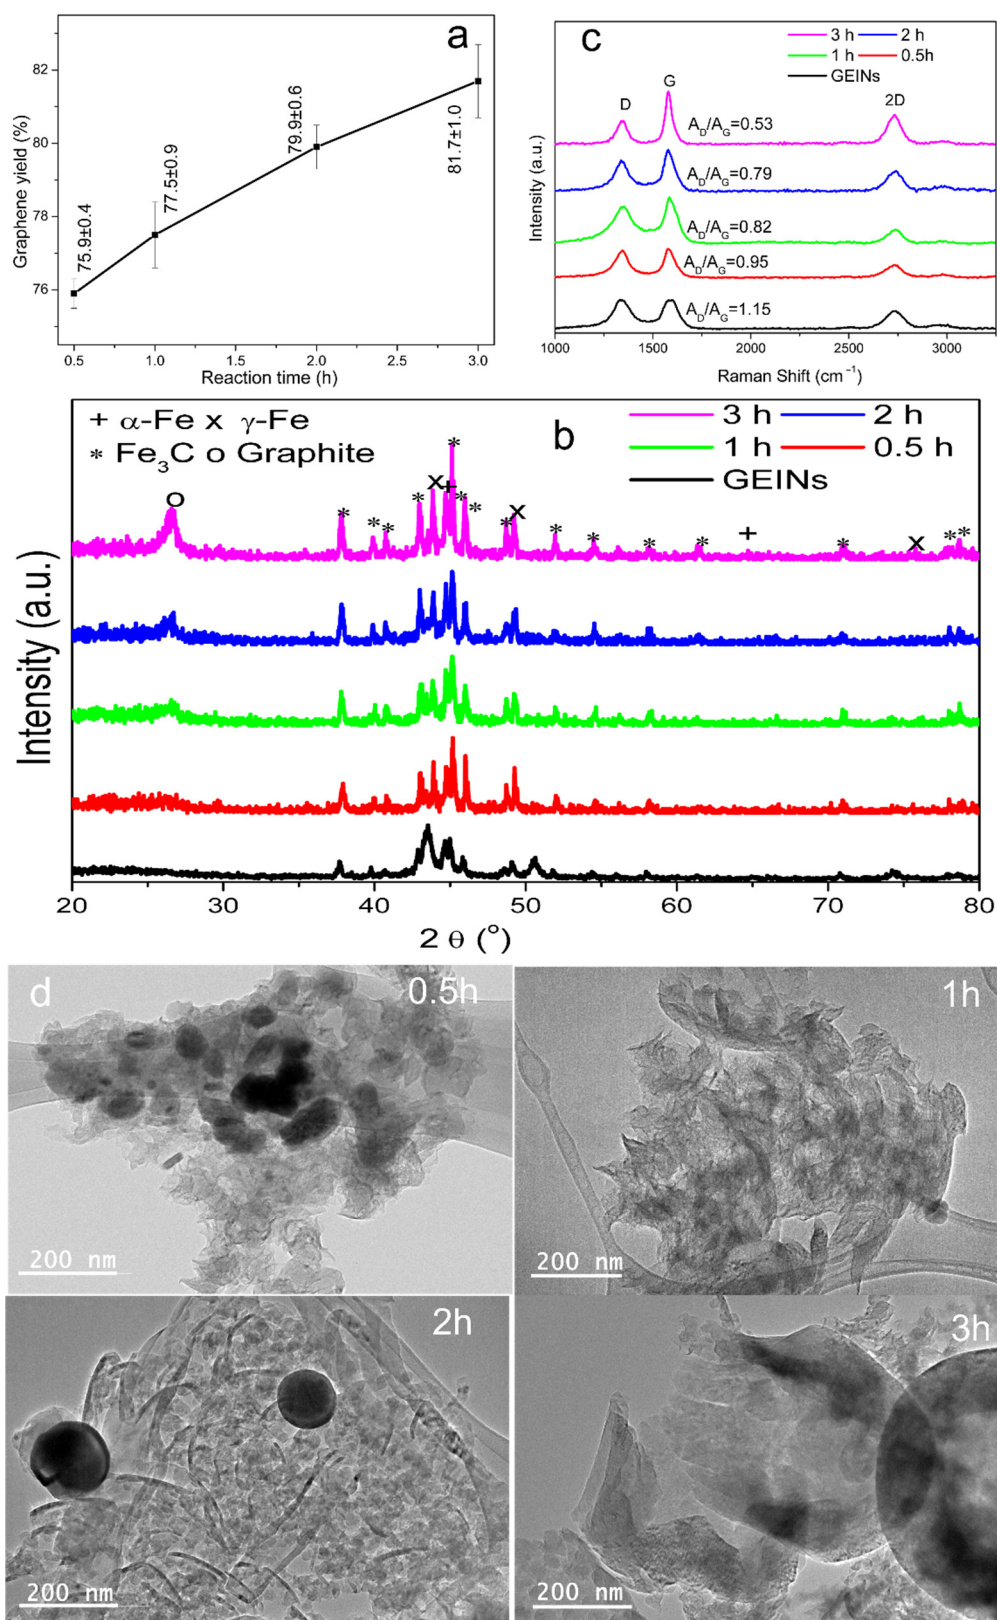 a
Graphene yield (%)
82
80
78
76
75.9±0.4
77.5±0.9
79.9±0.6
81.7±1.0
0.5 1.0 1.5 2.0 2.5 3.0
Reaction time (h)
c
3 h 2 h
1 h 0.5h
GEINs
D G 2D
A_D/A_G=0.53
A_D/A_G=0.79
A_D/A_G=0.82
A_D/A_G=0.95
A_D/A_G=1.15
Intensity (a.u.)
1000 1500 2000 2500 3000
Raman Shift (cm⁻¹)
b
+ α-Fe x γ-Fe
* Fe₃C o Graphite
3 h 2 h
1 h 0.5 h
GEINs
o * * * * x + * * * * x * * * * + * x * *
Intensity (a.u.)
20 30 40 50 60 70 80
2 θ (°)
d 0.5h
200 nm
1h
200 nm
2h
200 nm
3h
200 nm